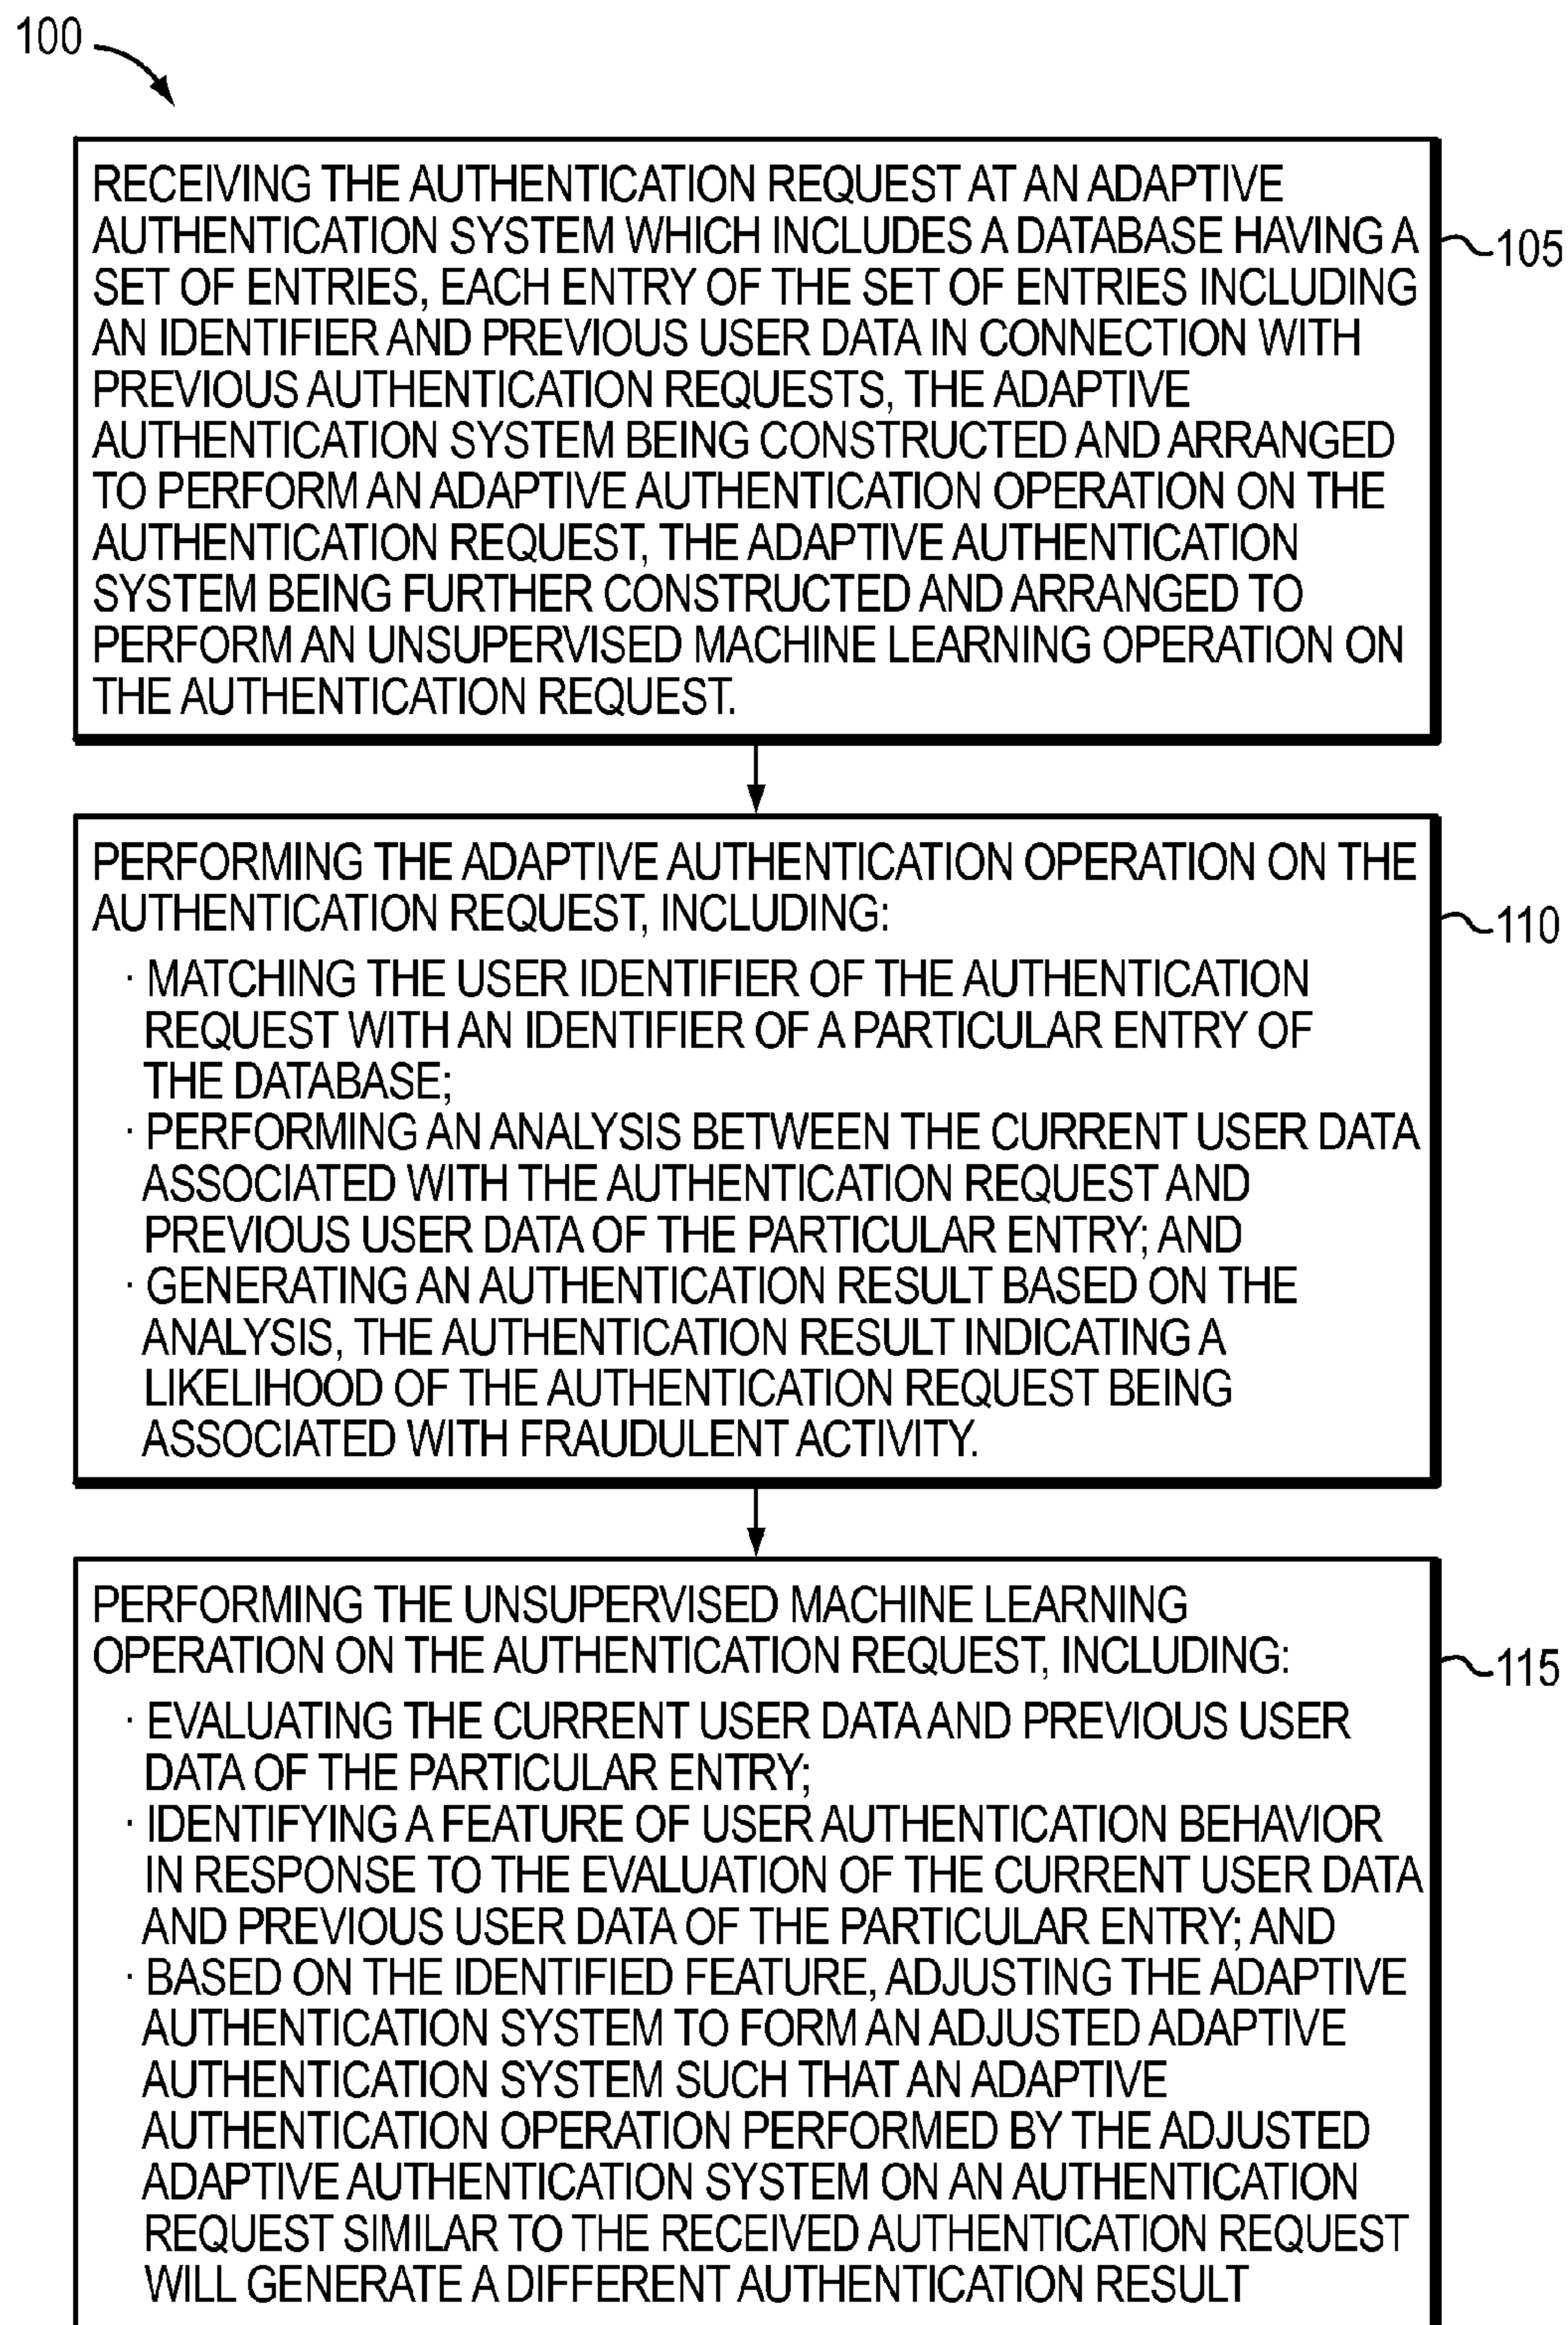 100
RECEIVING THE AUTHENTICATION REQUEST AT AN ADAPTIVE
AUTHENTICATION SYSTEM WHICH INCLUDES A DATABASE HAVING A
SET OF ENTRIES, EACH ENTRY OF THE SET OF ENTRIES INCLUDING
AN IDENTIFIER AND PREVIOUS USER DATA IN CONNECTION WITH
PREVIOUS AUTHENTICATION REQUESTS, THE ADAPTIVE
AUTHENTICATION SYSTEM BEING CONSTRUCTED AND ARRANGED
TO PERFORM AN ADAPTIVE AUTHENTICATION OPERATION ON THE
AUTHENTICATION REQUEST, THE ADAPTIVE AUTHENTICATION
SYSTEM BEING FURTHER CONSTRUCTED AND ARRANGED TO
PERFORM AN UNSUPERVISED MACHINE LEARNING OPERATION ON
THE AUTHENTICATION REQUEST.
105
PERFORMING THE ADAPTIVE AUTHENTICATION OPERATION ON THE
AUTHENTICATION REQUEST, INCLUDING:
· MATCHING THE USER IDENTIFIER OF THE AUTHENTICATION
REQUEST WITH AN IDENTIFIER OF A PARTICULAR ENTRY OF
THE DATABASE;
· PERFORMING AN ANALYSIS BETWEEN THE CURRENT USER DATA
ASSOCIATED WITH THE AUTHENTICATION REQUEST AND
PREVIOUS USER DATA OF THE PARTICULAR ENTRY; AND
· GENERATING AN AUTHENTICATION RESULT BASED ON THE
ANALYSIS, THE AUTHENTICATION RESULT INDICATING A
LIKELIHOOD OF THE AUTHENTICATION REQUEST BEING
ASSOCIATED WITH FRAUDULENT ACTIVITY.
110
PERFORMING THE UNSUPERVISED MACHINE LEARNING
OPERATION ON THE AUTHENTICATION REQUEST, INCLUDING:
· EVALUATING THE CURRENT USER DATA AND PREVIOUS USER
DATA OF THE PARTICULAR ENTRY;
· IDENTIFYING A FEATURE OF USER AUTHENTICATION BEHAVIOR
IN RESPONSE TO THE EVALUATION OF THE CURRENT USER DATA
AND PREVIOUS USER DATA OF THE PARTICULAR ENTRY; AND
· BASED ON THE IDENTIFIED FEATURE, ADJUSTING THE ADAPTIVE
AUTHENTICATION SYSTEM TO FORM AN ADJUSTED ADAPTIVE
AUTHENTICATION SYSTEM SUCH THAT AN ADAPTIVE
AUTHENTICATION OPERATION PERFORMED BY THE ADJUSTED
ADAPTIVE AUTHENTICATION SYSTEM ON AN AUTHENTICATION
REQUEST SIMILAR TO THE RECEIVED AUTHENTICATION REQUEST
WILL GENERATE A DIFFERENT AUTHENTICATION RESULT
115